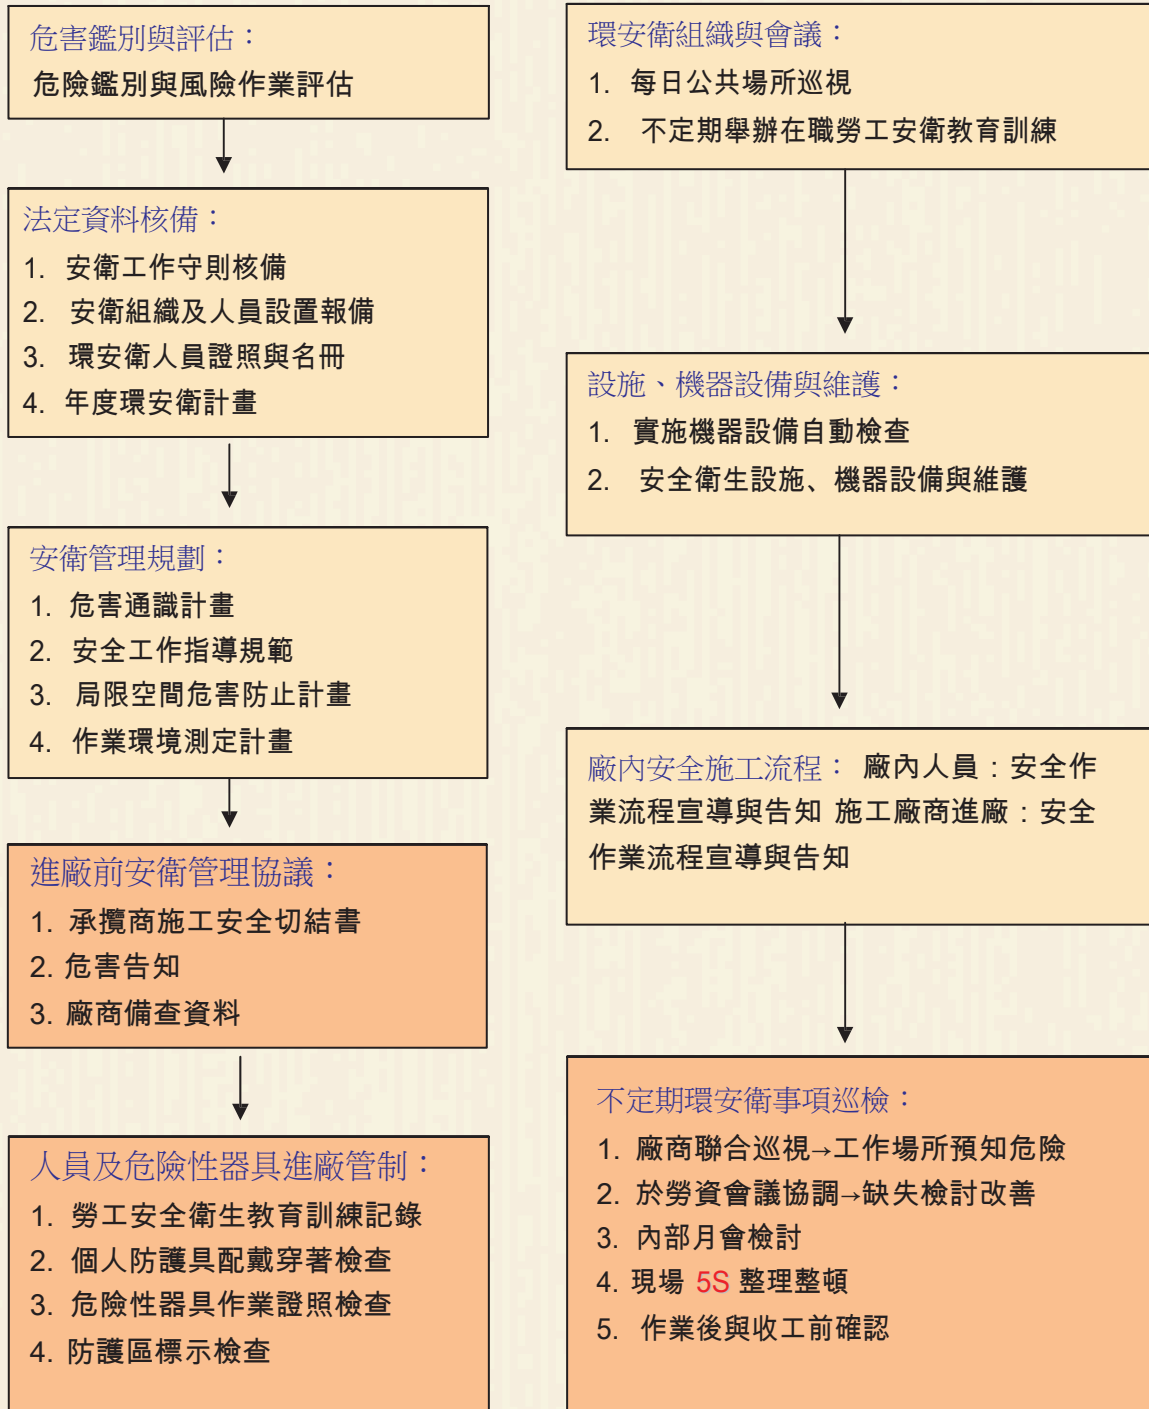 危害鑑別與評估：
危險鑑別與風險作業評估
法定資料核備：
1. 安衛工作守則核備
2. 安衛組織及人員設置報備
3. 環安衛人員證照與名冊
4. 年度環安衛計畫
安衛管理規劃：
1. 危害通識計畫
2. 安全工作指導規範
3. 局限空間危害防止計畫
4. 作業環境測定計畫
進廠前安衛管理協議：
1. 承攬商施工安全切結書
2. 危害告知
3. 廠商備查資料
人員及危險性器具進廠管制：
1. 勞工安全衛生教育訓練記錄
2. 個人防護具配戴穿著檢查
3. 危險性器具作業證照檢查
4. 防護區標示檢查
環安衛組織與會議：
1. 每日公共場所巡視
2. 不定期舉辦在職勞工安衛教育訓練
設施、機器設備與維護：
1. 實施機器設備自動檢查
2. 安全衛生設施、機器設備與維護
廠內安全施工流程： 廠內人員：安全作
業流程宣導與告知 施工廠商進廠：安全
作業流程宣導與告知
不定期環安衛事項巡檢：
1. 廠商聯合巡視→工作場所預知危險
2. 於勞資會議協調→缺失檢討改善
3. 內部月會檢討
4. 現場 5S 整理整頓
5. 作業後與收工前確認